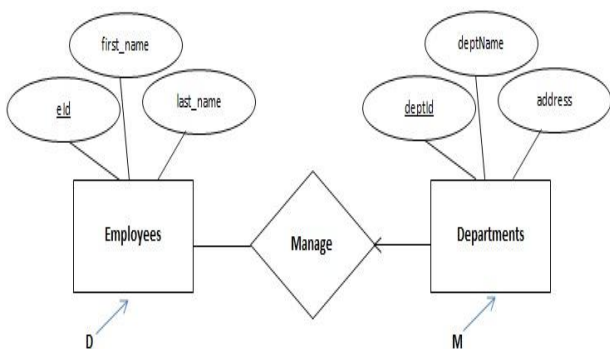 first_name
eId
last_name
deptName
deptId
address
Employees
Manage
Departments
D
M